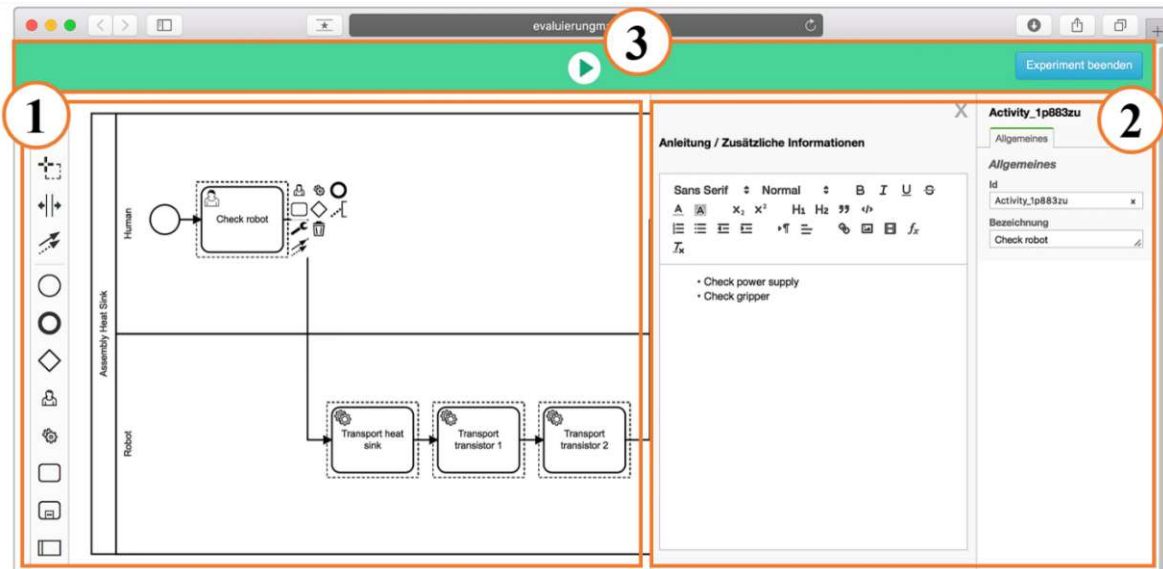 evaluierungm
3
Experiment beenden
1
2
Assembly Heat Sink
Human
Check robot
Robot
Transport heat
sink
Transport
transistor 1
Transport
transistor 2
X
Anleitung / Zusätzliche Informationen
Sans Serif Normal B I U S
A A X₂ X² H₁ H₂ ” </>
¶ fx
Tx
• Check power supply
• Check gripper
Activity_1p883zu
Allgemeines
Allgemeines
Id
Activity_1p883zu x
Bezeichnung
Check robot